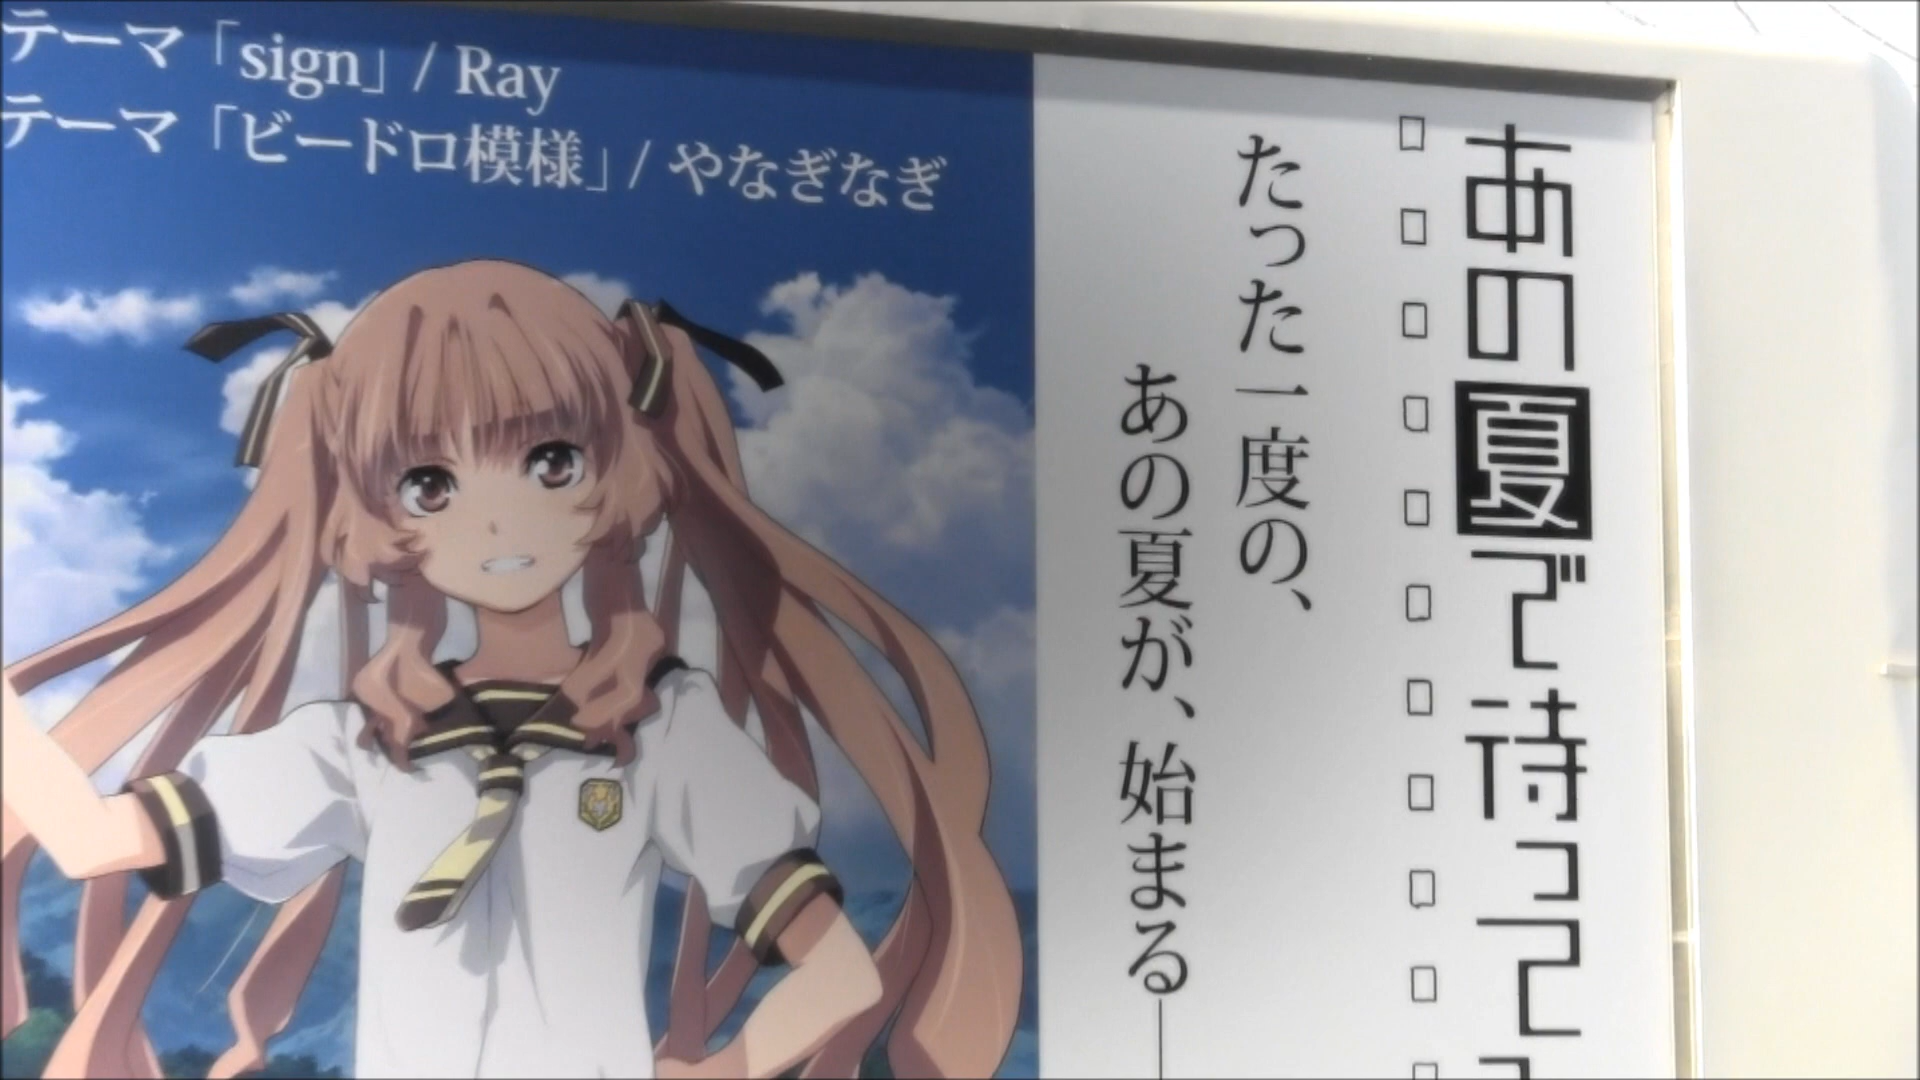 テーマ「sign」/ Ray
テーマ「ビードロ模様」/ やなぎなぎ
あの夏で待って
たった一度の、
あの夏が、始まる―